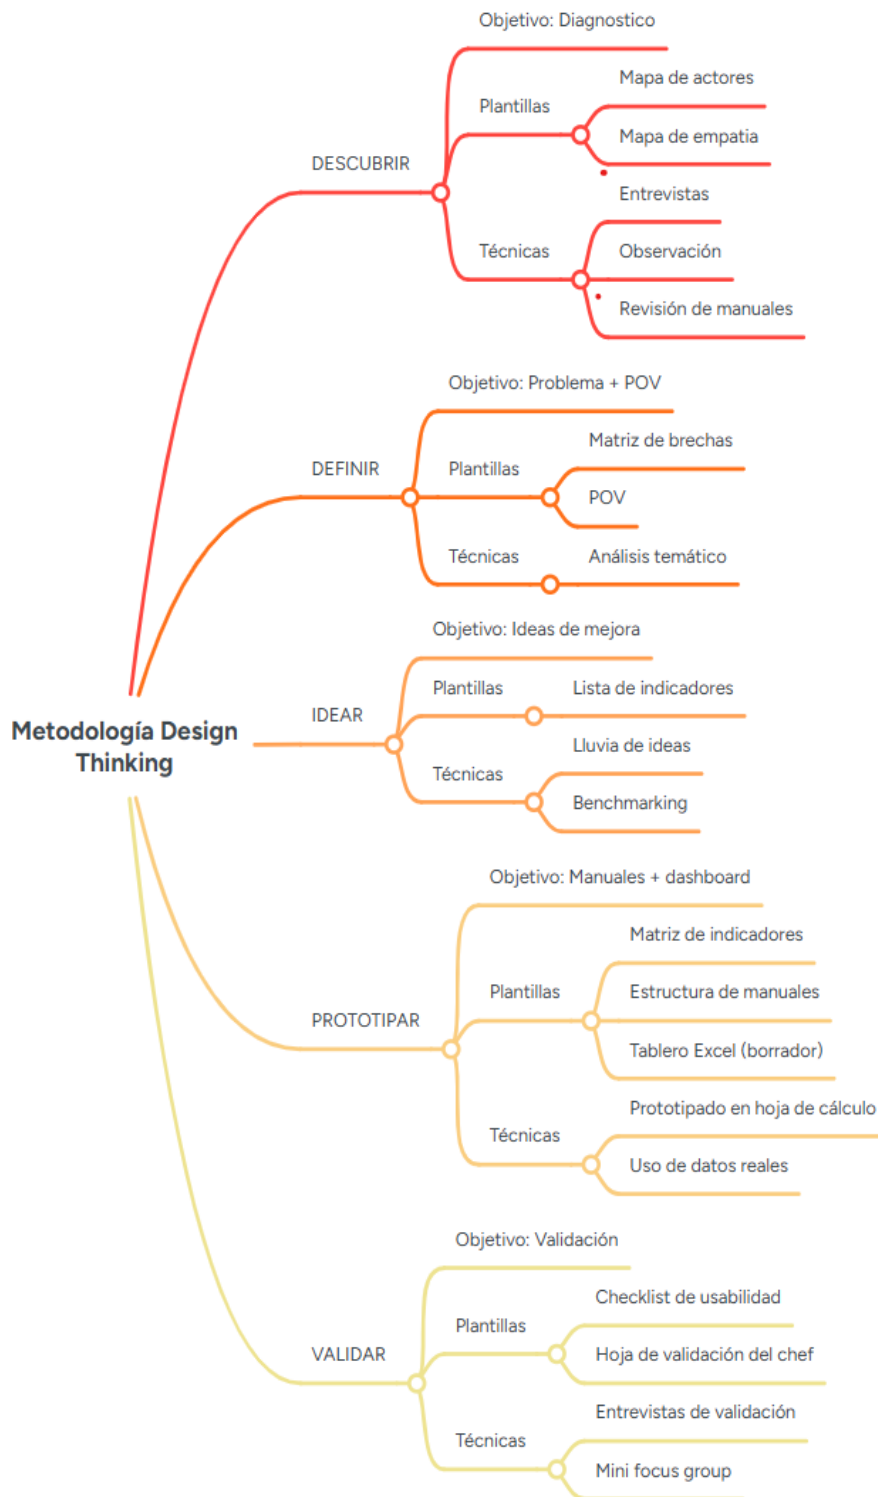 Metodología Design
Thinking
DESCUBRIR
Objetivo: Diagnostico
Plantillas
Mapa de actores
Mapa de empatia
Técnicas
Entrevistas
Observación
Revisión de manuales
DEFINIR
Objetivo: Problema + POV
Plantillas
Matriz de brechas
POV
Técnicas
Análisis temático
IDEAR
Objetivo: Ideas de mejora
Plantillas
Lista de indicadores
Técnicas
Lluvia de ideas
Benchmarking
PROTOTIPAR
Objetivo: Manuales + dashboard
Plantillas
Matriz de indicadores
Estructura de manuales
Tablero Excel (borrador)
Técnicas
Prototipado en hoja de cálculo
Uso de datos reales
VALIDAR
Objetivo: Validación
Plantillas
Checklist de usabilidad
Hoja de validación del chef
Técnicas
Entrevistas de validación
Mini focus group